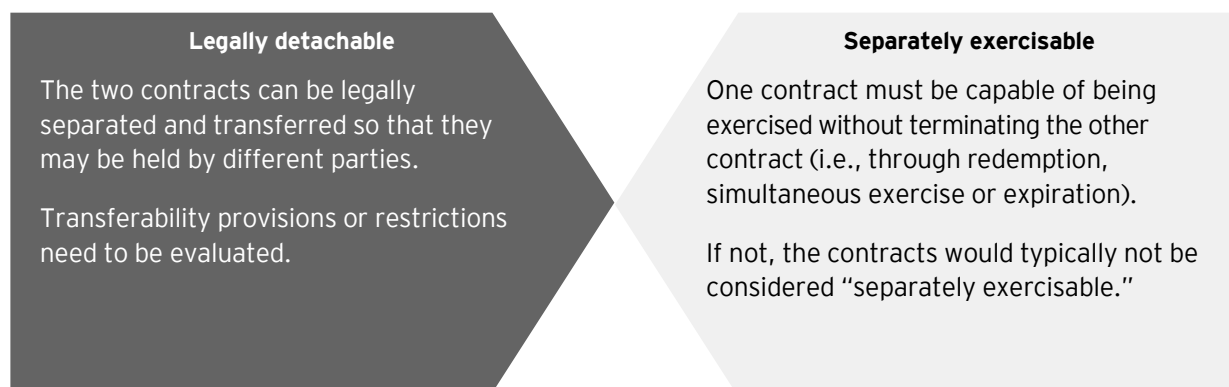 Legally detachable
The two contracts can be legally
separated and transferred so that they
may be held by different parties.
Transferability provisions or restrictions
need to be evaluated.
Separately exercisable
One contract must be capable of being
exercised without terminating the other
contract (i.e., through redemption,
simultaneous exercise or expiration).
If not, the contracts would typically not be
considered “separately exercisable.”